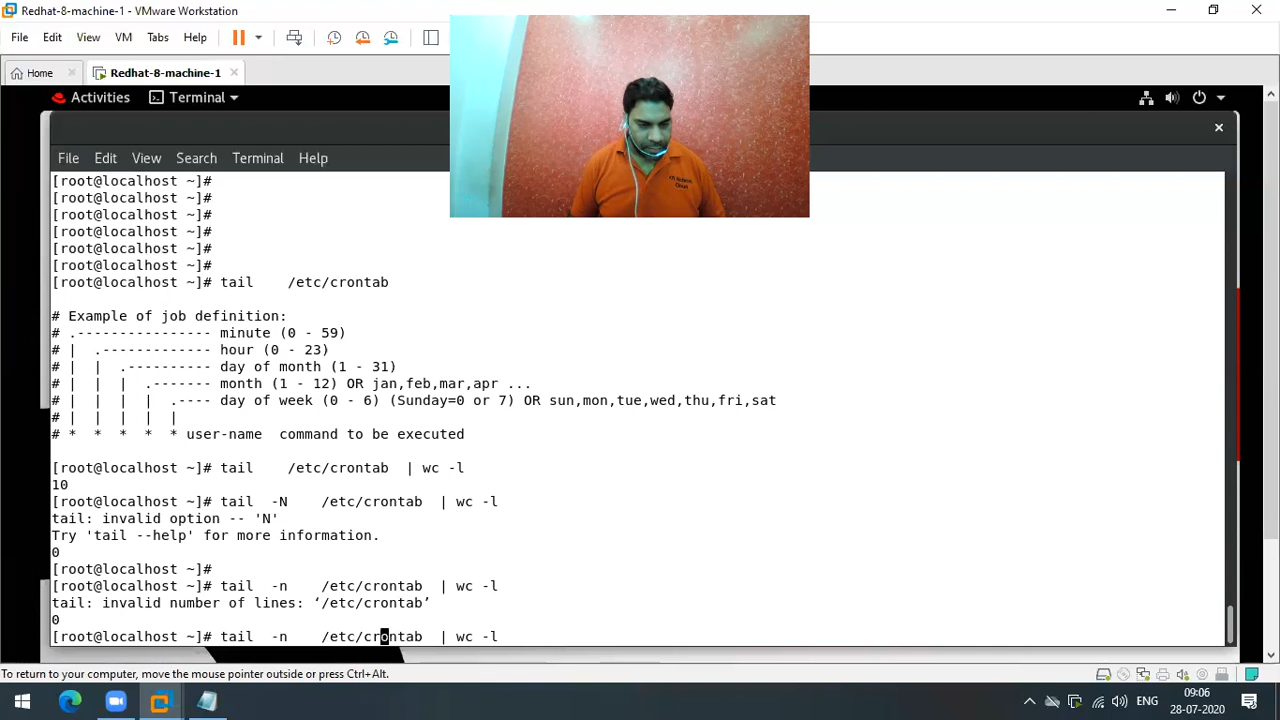 Redhat-8-machine-1 - VMware Workstation
File Edit View VM Tabs Help
Home Redhat-8-machine-1
Activities Terminal
File Edit View Search Terminal Help
[root@localhost ~]#
[root@localhost ~]#
[root@localhost ~]#
[root@localhost ~]#
[root@localhost ~]#
[root@localhost ~]#
[root@localhost ~]# tail    /etc/crontab
# Example of job definition:
# .---------------- minute (0 - 59)
# |  .------------- hour (0 - 23)
# |  |  .---------- day of month (1 - 31)
# |  |  |  .------- month (1 - 12) OR jan,feb,mar,apr ...
# |  |  |  |  .---- day of week (0 - 6) (Sunday=0 or 7) OR sun,mon,tue,wed,thu,fri,sat
# |  |  |  |  |
# *  *  *  *  * user-name  command to be executed
[root@localhost ~]# tail    /etc/crontab  | wc -l
10
[root@localhost ~]# tail  -N    /etc/crontab  | wc -l
tail: invalid option -- 'N'
Try 'tail --help' for more information.
0
[root@localhost ~]#
[root@localhost ~]# tail  -n    /etc/crontab  | wc -l
tail: invalid number of lines: ‘/etc/crontab’
0
[root@localhost ~]# tail  -n    /etc/crontab  | wc -l
To return to your computer, move the mouse pointer outside or press Ctrl+Alt.
ENG
09:06
28-07-2020